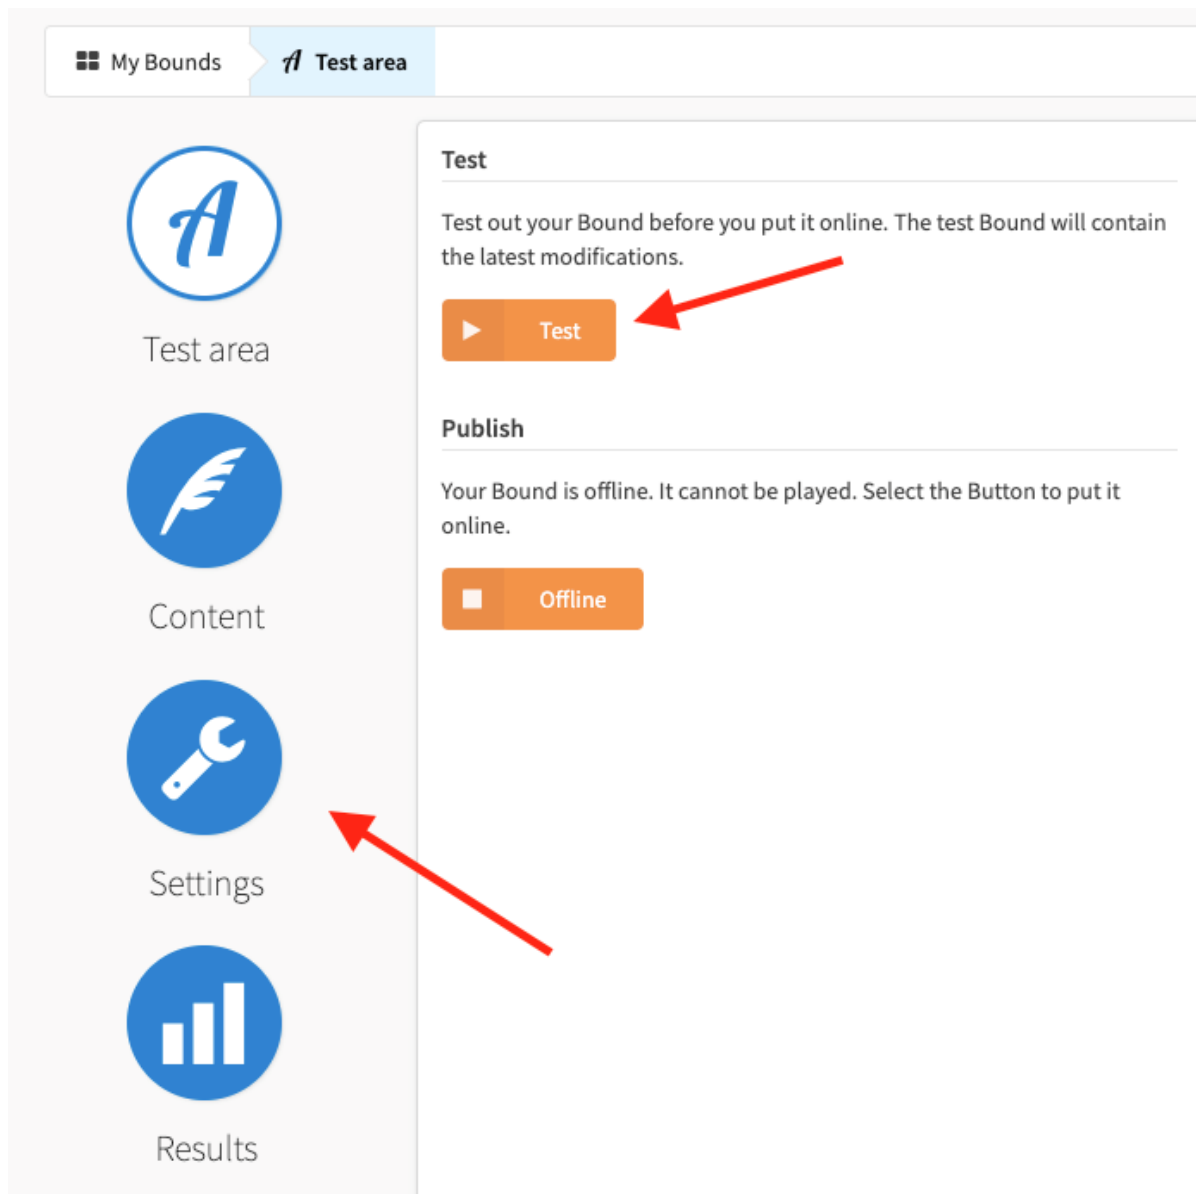 My Bounds
Test area
Test area
Content
Settings
Results
Test
Test out your Bound before you put it online. The test Bound will contain
the latest modifications.
Test
Publish
Your Bound is offline. It cannot be played. Select the Button to put it
online.
Offline